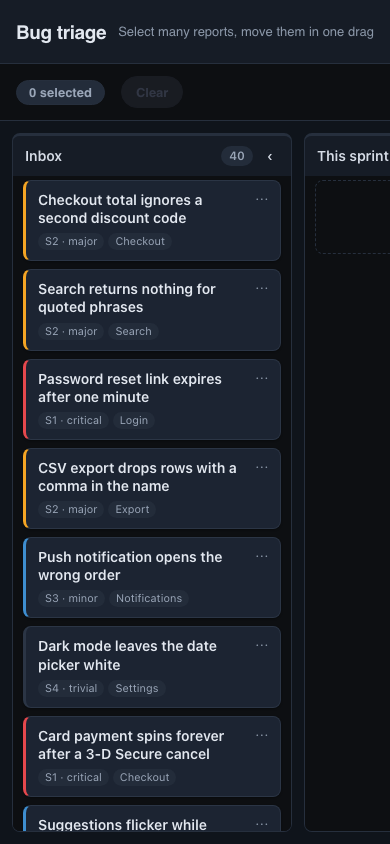 Bug triage Select many reports, move them in one drag
0 selected Clear
Inbox 40 ‹
This sprint
Checkout total ignores a
second discount code
S2 · major Checkout
Search returns nothing for
quoted phrases
S2 · major Search
Password reset link expires
after one minute
S1 · critical Login
CSV export drops rows with a
comma in the name
S2 · major Export
Push notification opens the
wrong order
S3 · minor Notifications
Dark mode leaves the date
picker white
S4 · trivial Settings
Card payment spins forever
after a 3-D Secure cancel
S1 · critical Checkout
Suggestions flicker while